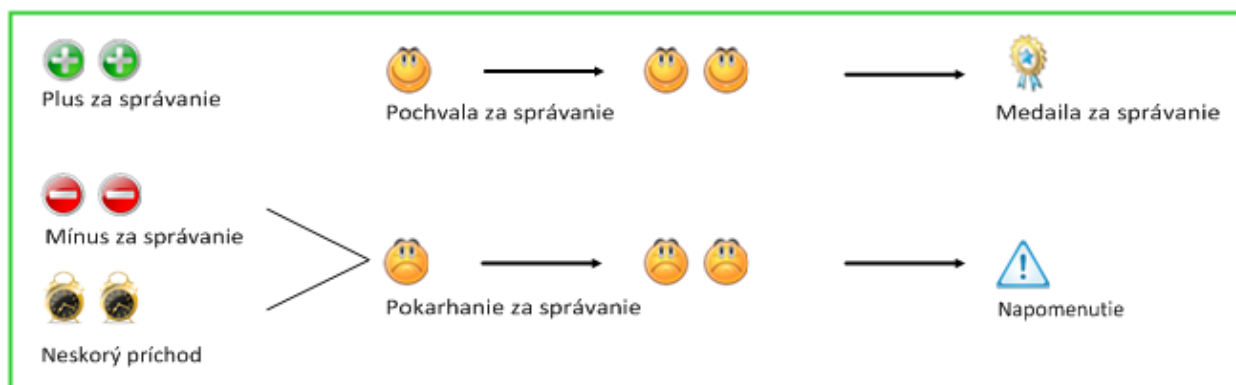 Plus za správanie
Pochvala za správanie
Medaila za správanie
Mínus za správanie
Pokarhanie za správanie
Napomenutie
Neskorý príchod